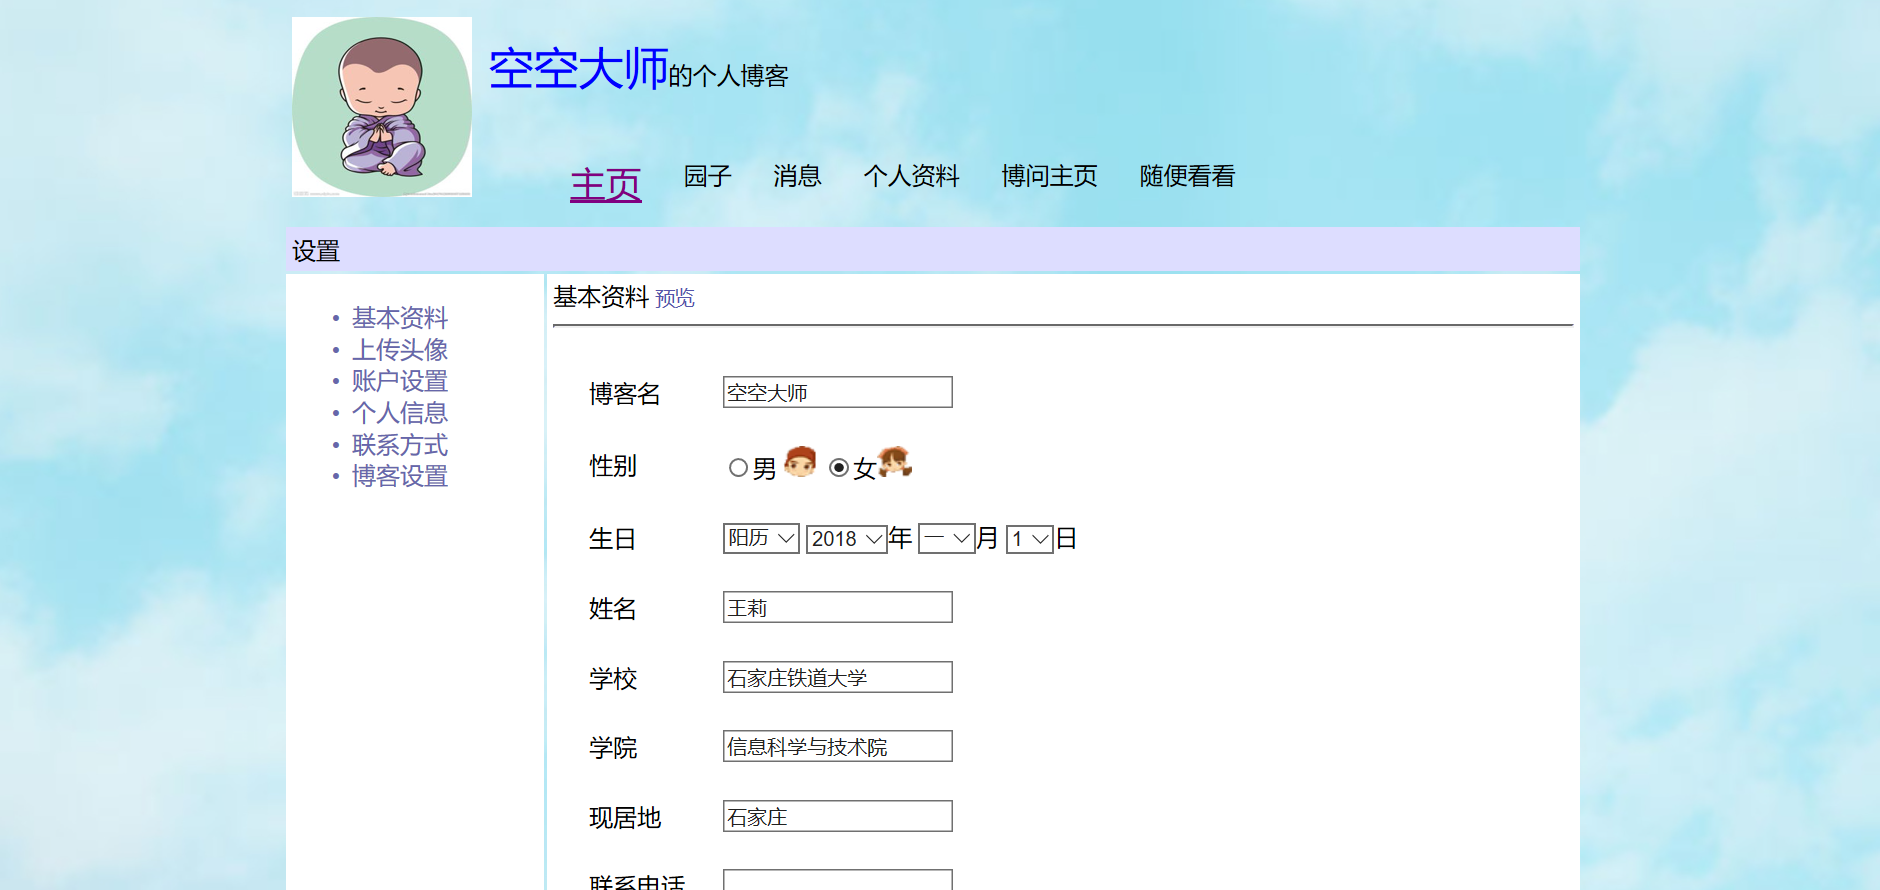 空空大师的个人博客
主页 园子 消息 个人资料 博问主页 随便看看
设置
基本资料 预览
• 基本资料
• 上传头像
• 账户设置
• 个人信息
• 联系方式
• 博客设置
博客名 空空大师
性别 男 女
生日 阳历 2018 年 一 月 1 日
姓名 王莉
学校 石家庄铁道大学
学院 信息科学与技术院
现居地 石家庄
联系电话